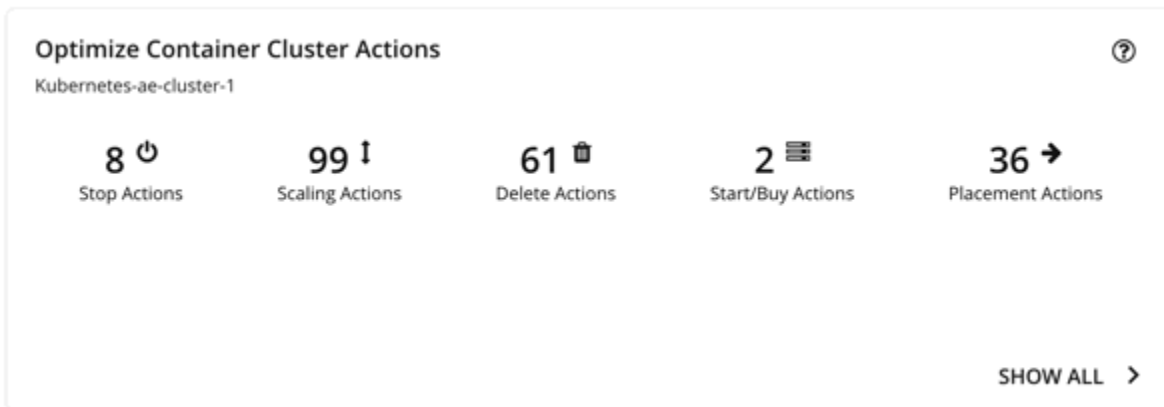 Optimize Container Cluster Actions
Kubernetes-ae-cluster-1
8 99 61 2 36
Stop Actions Scaling Actions Delete Actions Start/Buy Actions Placement Actions
SHOW ALL